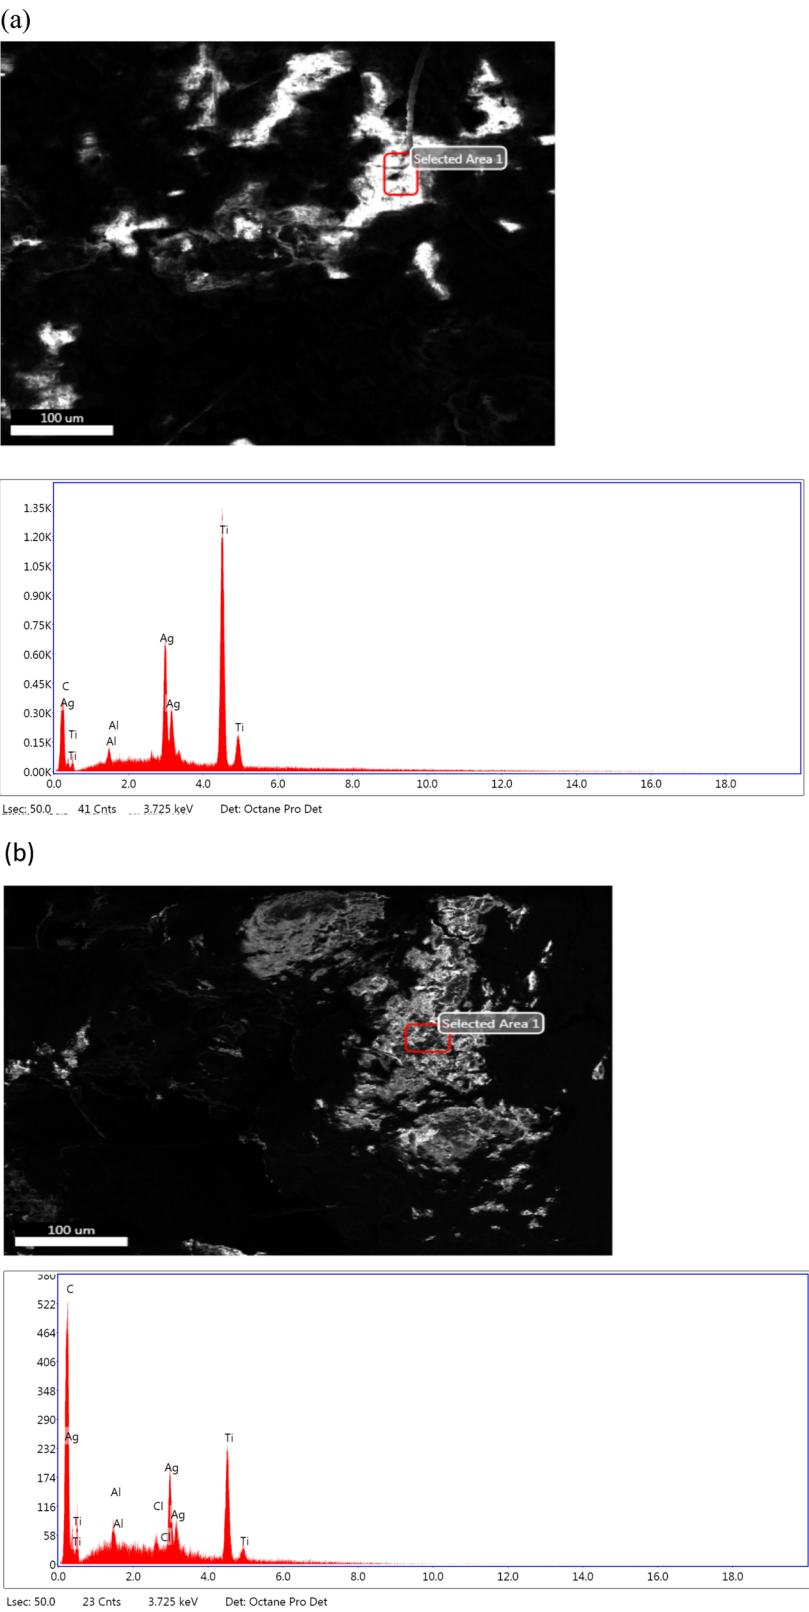 (a)
Selected Area 1
100 um
1.35K
Ti
1.20K
1.05K
0.90K
0.75K
Ag
0.60K
C
0.45K
Ag
Ag
0.30K
Ti
Al
Ti
0.15K
Al
Ti
0.00K
0.0 2.0 4.0 6.0 8.0 10.0 12.0 14.0 16.0 18.0
Lsec: 50.0 41 Cnts 3.725 keV Det: Octane Pro Det
(b)
Selected Area 1
100 um
580
C
522
464
406
348
290
Ag
Ti
232
Ag
174
Al
Cl
116
Ag
Ti
Al
58
Cl
Ti
Ti
0
0.0 2.0 4.0 6.0 8.0 10.0 12.0 14.0 16.0 18.0
Lsec: 50.0 23 Cnts 3.725 keV Det: Octane Pro Det